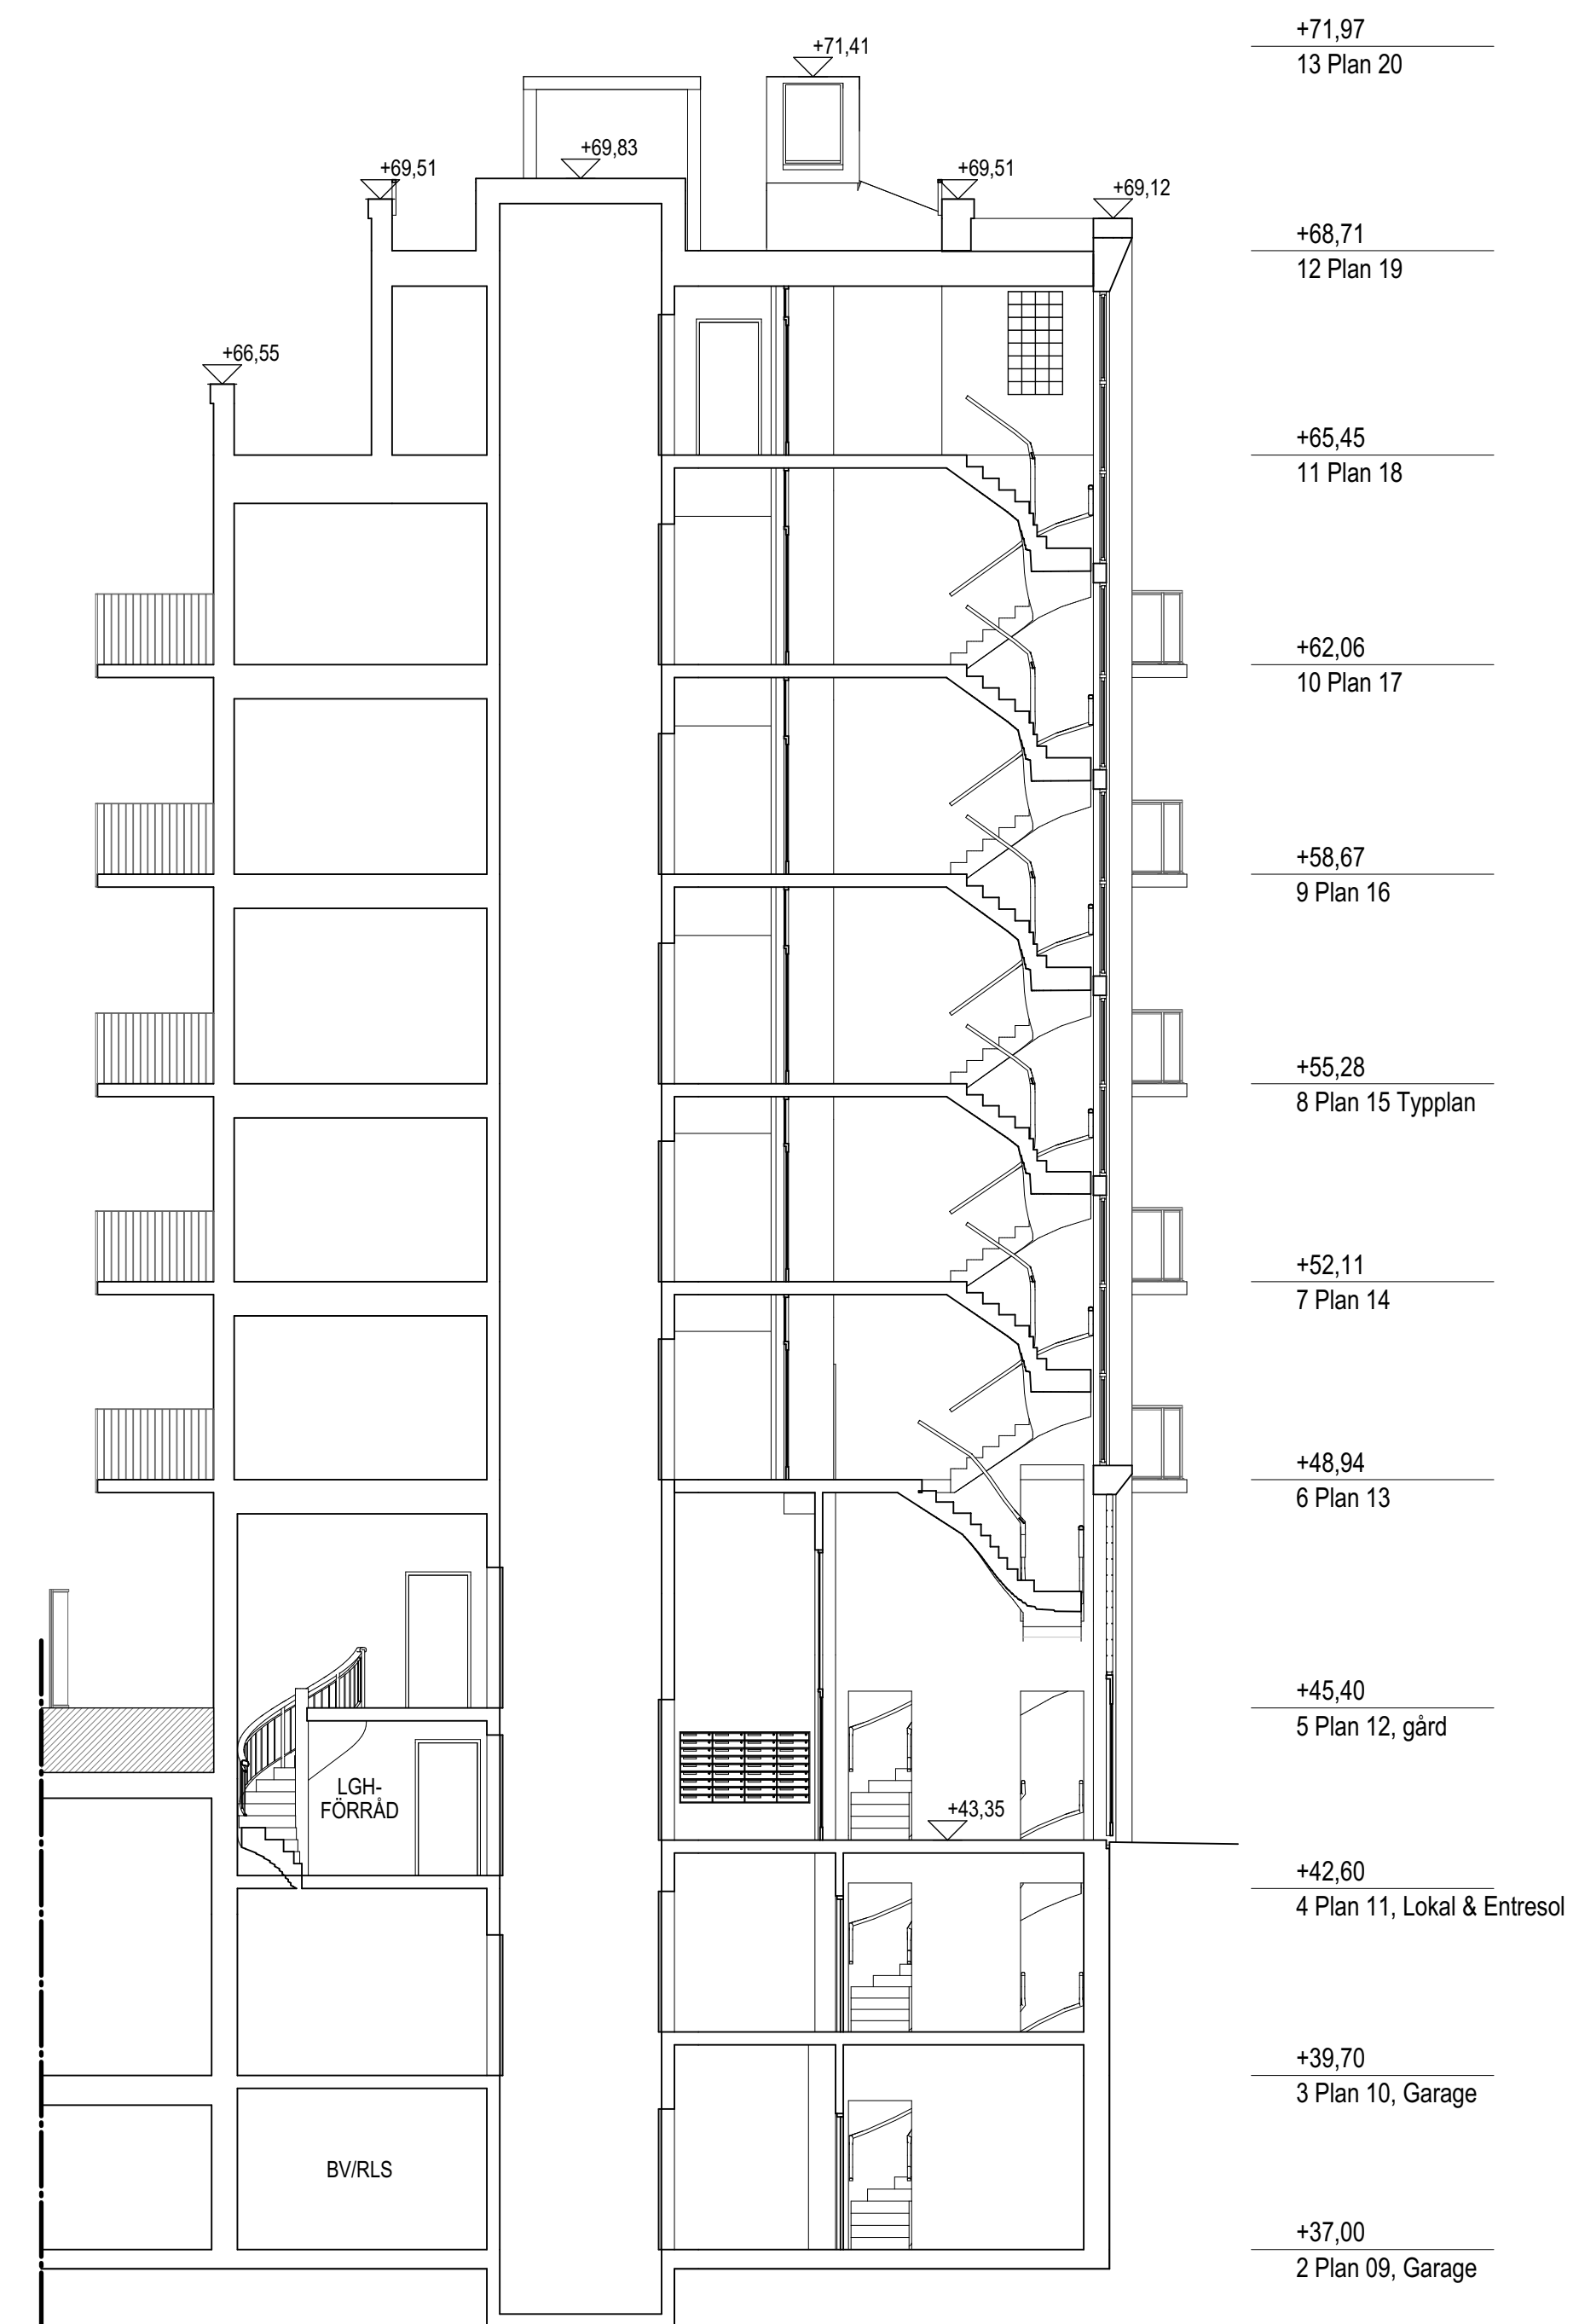 +71,97
13 Plan 20
+71,41
+69,83
+69,51
+69,51
+69,12
+68,71
12 Plan 19
+66,55
+65,45
11 Plan 18
+62,06
10 Plan 17
+58,67
9 Plan 16
+55,28
8 Plan 15 Typplan
+52,11
7 Plan 14
+48,94
6 Plan 13
+45,40
5 Plan 12, gård
LGH-
FÖRRÅD
+43,35
+42,60
4 Plan 11, Lokal & Entresol
+39,70
3 Plan 10, Garage
BV/RLS
+37,00
2 Plan 09, Garage